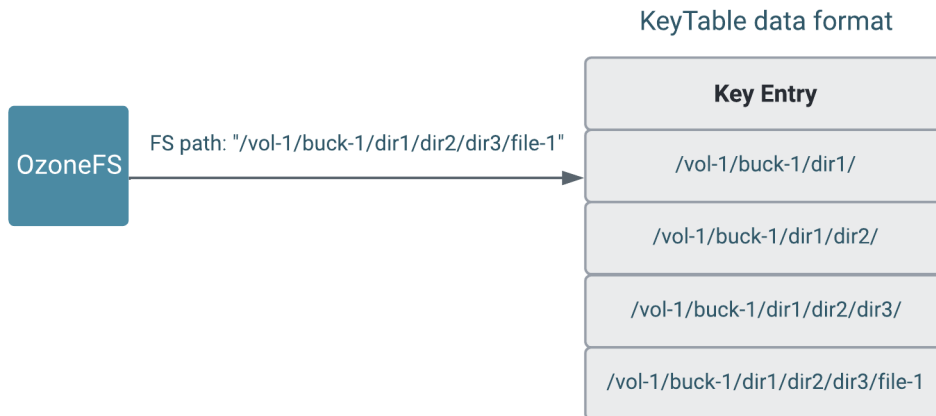 KeyTable data format
Key Entry
OzoneFS
FS path: "/vol-1/buck-1/dir1/dir2/dir3/file-1"
/vol-1/buck-1/dir1/
/vol-1/buck-1/dir1/dir2/
/vol-1/buck-1/dir1/dir2/dir3/
/vol-1/buck-1/dir1/dir2/dir3/file-1